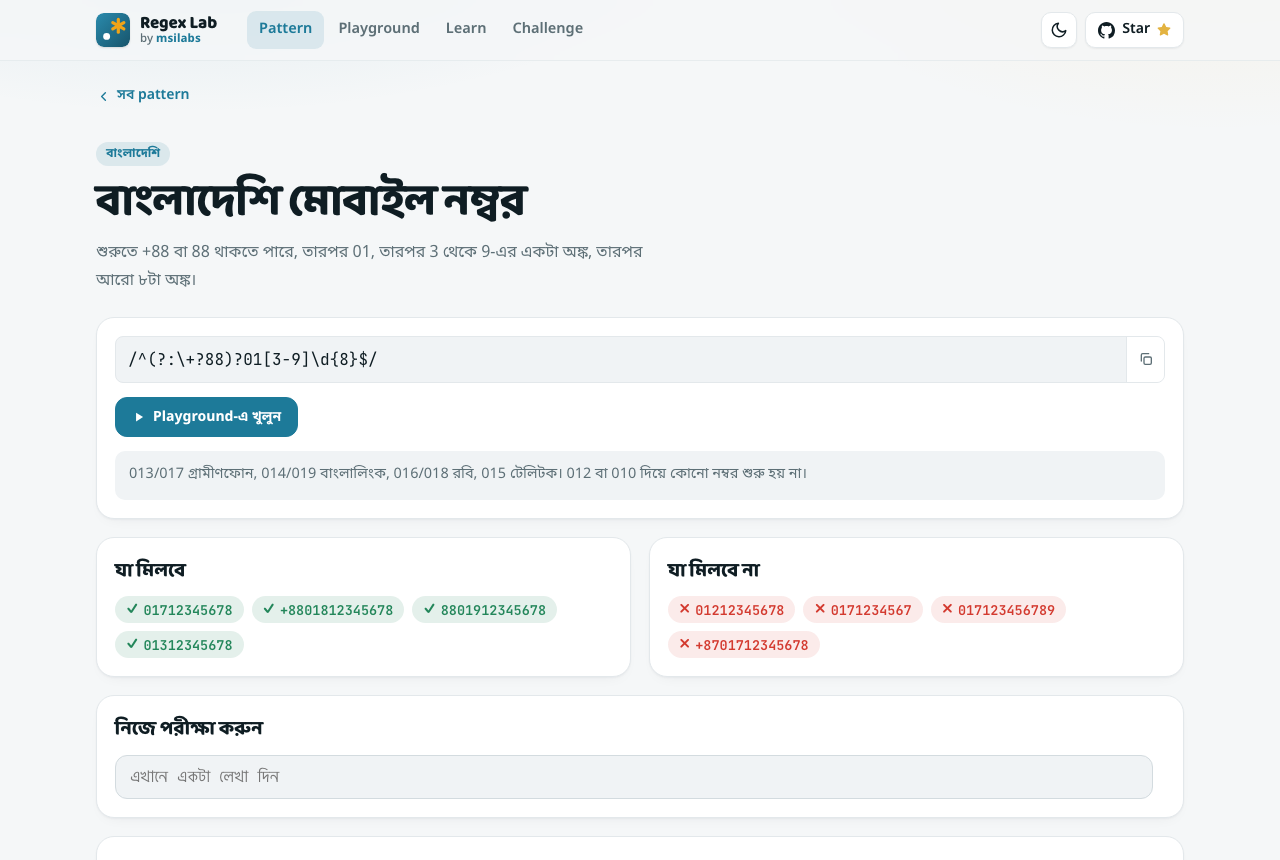 Regex Lab
by msilabs
Pattern
Playground
Learn
Challenge
Star
সব pattern
বাংলাদেশি
বাংলাদেশি মোবাইল নম্বর
শুরুতে +88 বা 88 থাকতে পারে, তারপর 01, তারপর 3 থেকে 9-এর একটা অঙ্ক, তারপর
আরো ৮টা অঙ্ক।
/^(?:\+?88)?01[3-9]\d{8}$/
Playground-এ খুলুন
013/017 গ্রামীণফোন, 014/019 বাংলালিংক, 016/018 রবি, 015 টেলিটক। 012 বা 010 দিয়ে কোনো নম্বর শুরু হয় না।
যা মিলবে
01712345678
+8801812345678
8801912345678
01312345678
যা মিলবে না
01212345678
0171234567
017123456789
+8701712345678
নিজে পরীক্ষা করুন
এখানে একটা লেখা দিন